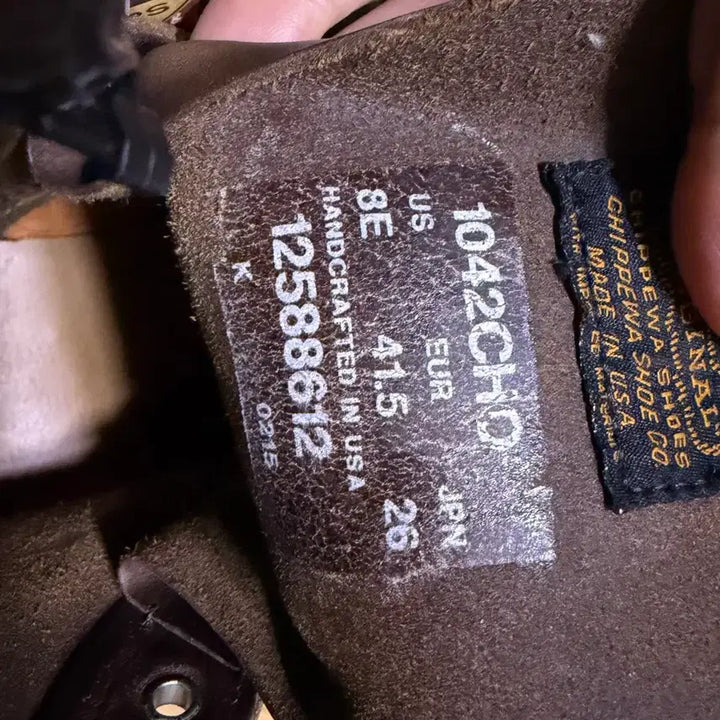 1042CHO
US EUR JPN
8E 41.5 26
HANDCRAFTED IN USA
12588612
K 0215
ORIGINAL
CHIPPEWA SHOES
CHIPPEWA SHOE CO
MADE IN USA